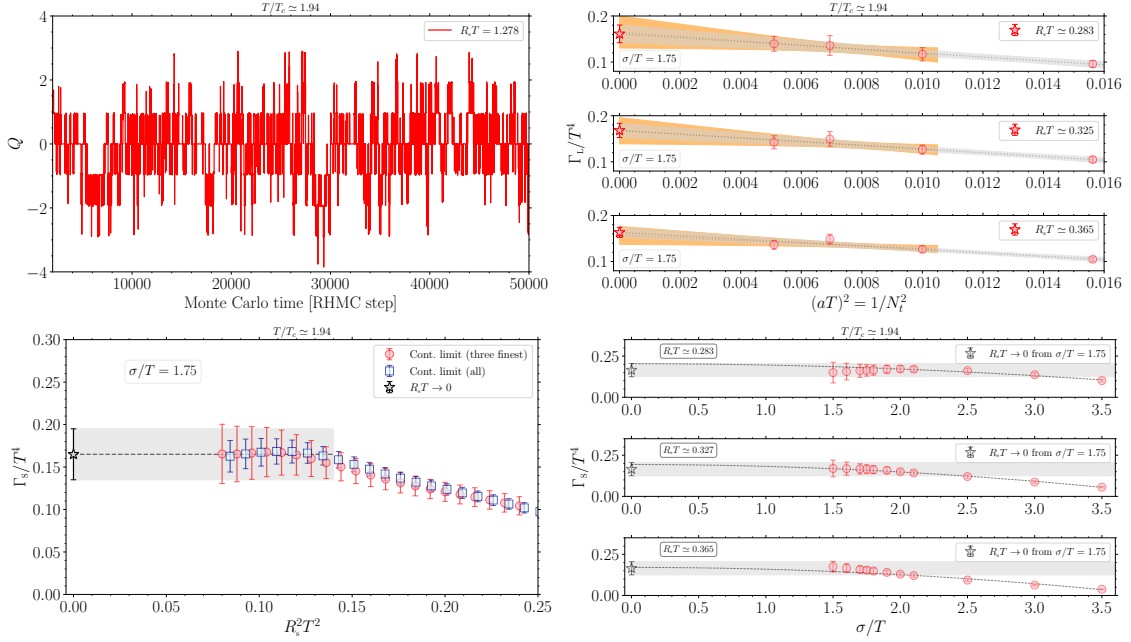 T/T_c ≃ 1.94
R_sT = 1.278
Q
4
2
0
−2
−4
10000
20000
30000
40000
50000
Monte Carlo time [RHMC step]
T/T_c ≃ 1.94
0.2
0.1
σ/T = 1.75
R_sT ≃ 0.283
0.000
0.002
0.004
0.006
0.008
0.010
0.012
0.014
0.016
Γ_L/T^4
0.2
0.1
σ/T = 1.75
R_sT ≃ 0.325
0.000
0.002
0.004
0.006
0.008
0.010
0.012
0.014
0.016
0.2
0.1
σ/T = 1.75
R_sT ≃ 0.365
0.000
0.002
0.004
0.006
0.008
0.010
0.012
0.014
0.016
(aT)^2 = 1/N_t^2
T/T_c ≃ 1.94
0.30
0.25
0.20
0.15
0.10
0.05
0.00
Γ_S/T^4
σ/T = 1.75
Cont. limit (three finest)
Cont. limit (all)
R_sT → 0
0.00
0.05
0.10
0.15
0.20
0.25
R_s^2T^2
T/T_c ≃ 1.94
0.25
0.00
R_sT ≃ 0.283
R_sT → 0 from σ/T = 1.75
0.0
0.5
1.0
1.5
2.0
2.5
3.0
3.5
Γ_S/T^4
0.25
0.00
R_sT ≃ 0.327
R_sT → 0 from σ/T = 1.75
0.0
0.5
1.0
1.5
2.0
2.5
3.0
3.5
0.25
0.00
R_sT ≃ 0.365
R_sT → 0 from σ/T = 1.75
0.0
0.5
1.0
1.5
2.0
2.5
3.0
3.5
σ/T